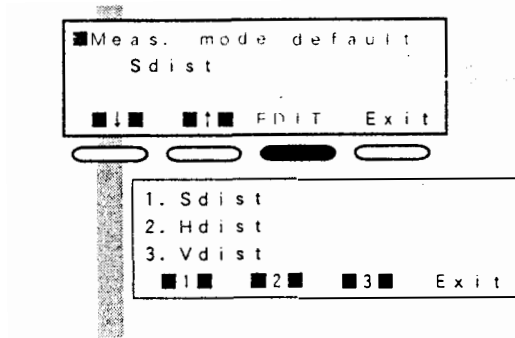 ■Meas. mode default
Sdist
■↓■ ■↑■ EDIT Exit
1. Sdist
2. Hdist
3. Vdist
■1■ ■2■ ■3■ Exit